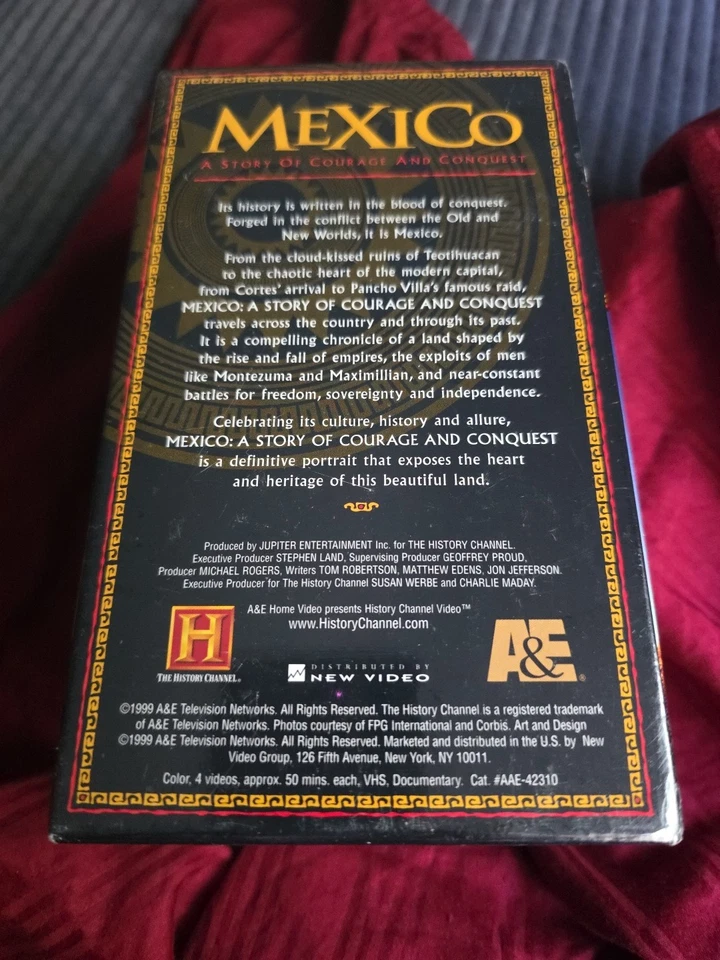 MEXICO
A STORY OF COURAGE AND CONQUEST
Its history is written in the blood of conquest.
Forged in the conflict between the Old and
New Worlds, it is Mexico.
From the cloud-kissed ruins of Teotihuacan
to the chaotic heart of the modern capital,
from Cortes' arrival to Pancho Villa's famous raid,
MEXICO: A STORY OF COURAGE AND CONQUEST
travels across the country and through its past.
It is a compelling chronicle of a land shaped by
the rise and fall of empires, the exploits of men
like Montezuma and Maximillian, and near-constant
battles for freedom, sovereignty and independence.
Celebrating its culture, history and allure,
MEXICO: A STORY OF COURAGE AND CONQUEST
is a definitive portrait that exposes the heart
and heritage of this beautiful land.
Produced by JUPITER ENTERTAINMENT Inc. for THE HISTORY CHANNEL.
Executive Producer STEPHEN LAND, Supervising Producer GEOFFREY PROUD,
Producer MICHAEL ROGERS, Writers TOM ROBERTSON, MATTHEW EDENS, JON JEFFERSON.
Executive Producer for The History Channel SUSAN WERBE and CHARLIE MADAY.
A&E Home Video presents History Channel Video™
www.HistoryChannel.com
H
THE HISTORY CHANNEL®
DISTRIBUTED BY
NEW VIDEO
A&E®
©1999 A&E Television Networks. All Rights Reserved. The History Channel is a registered trademark
of A&E Television Networks. Photos courtesy of FPG International and Corbis. Art and Design
©1999 A&E Television Networks. All Rights Reserved. Marketed and distributed in the U.S. by New
Video Group, 126 Fifth Avenue, New York, NY 10011.
Color, 4 videos, approx. 50 mins. each, VHS, Documentary. Cat. #AAE-42310